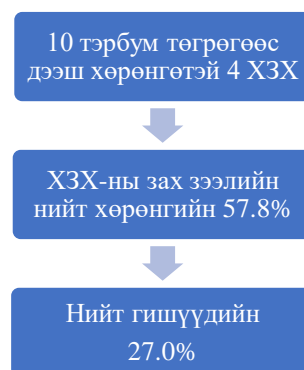 10 тэрбум төгрөгөөс
дээш хөрөнгөтэй 4 ХЗХ
ХЗХ-ны зах зээлийн
нийт хөрөнгийн 57.8%
Нийт гишүүдийн
27.0%